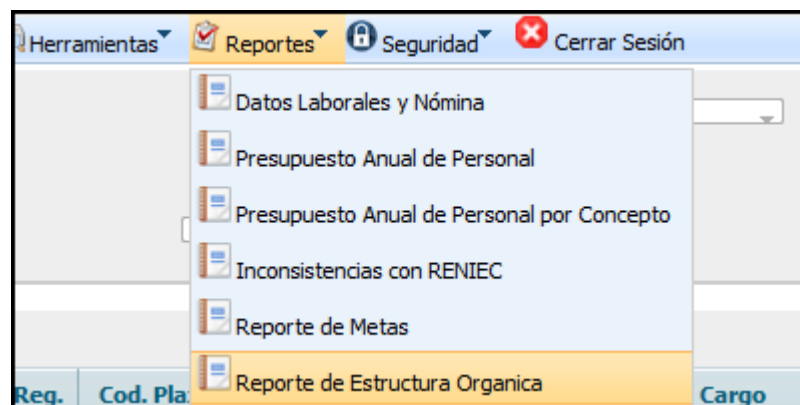 Herramientas Reportes Seguridad Cerrar Sesión
Datos Laborales y Nómina
Presupuesto Anual de Personal
Presupuesto Anual de Personal por Concepto
Inconsistencias con RENIEC
Reporte de Metas
Reporte de Estructura Organica
Reg. Cod. Cargo